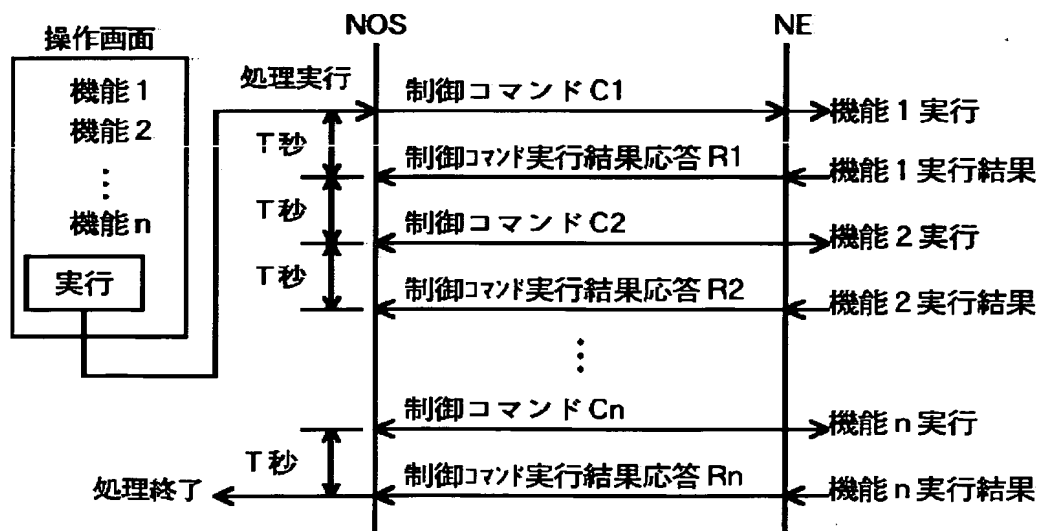 NOS
NE
操作画面
機能1
機能2
⋮
機能n
実行
処理実行
制御コマンドC1
機能1実行
T秒
制御コマンド実行結果応答R1
機能1実行結果
T秒
制御コマンドC2
機能2実行
T秒
制御コマンド実行結果応答R2
機能2実行結果
⋮
制御コマンドCn
機能n実行
T秒
制御コマンド実行結果応答Rn
機能n実行結果
処理終了